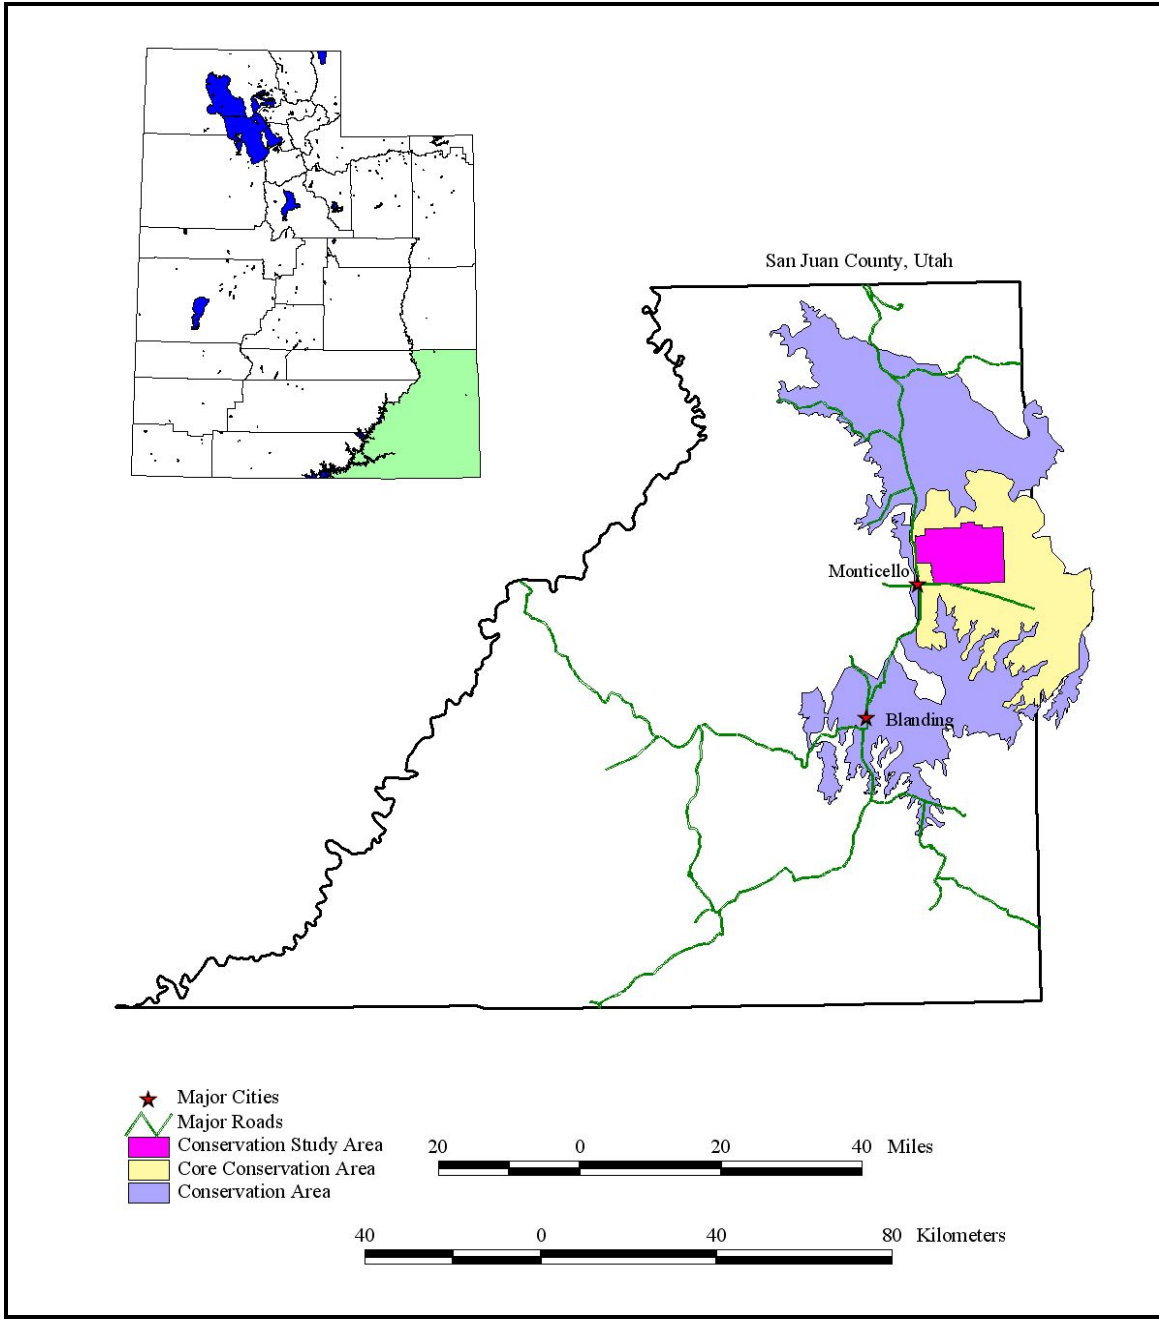 San Juan County, Utah
Monticello
Blanding
Major Cities
Major Roads
Conservation Study Area
Core Conservation Area
Conservation Area
20 0 20 40 Miles
40 0 40 80 Kilometers